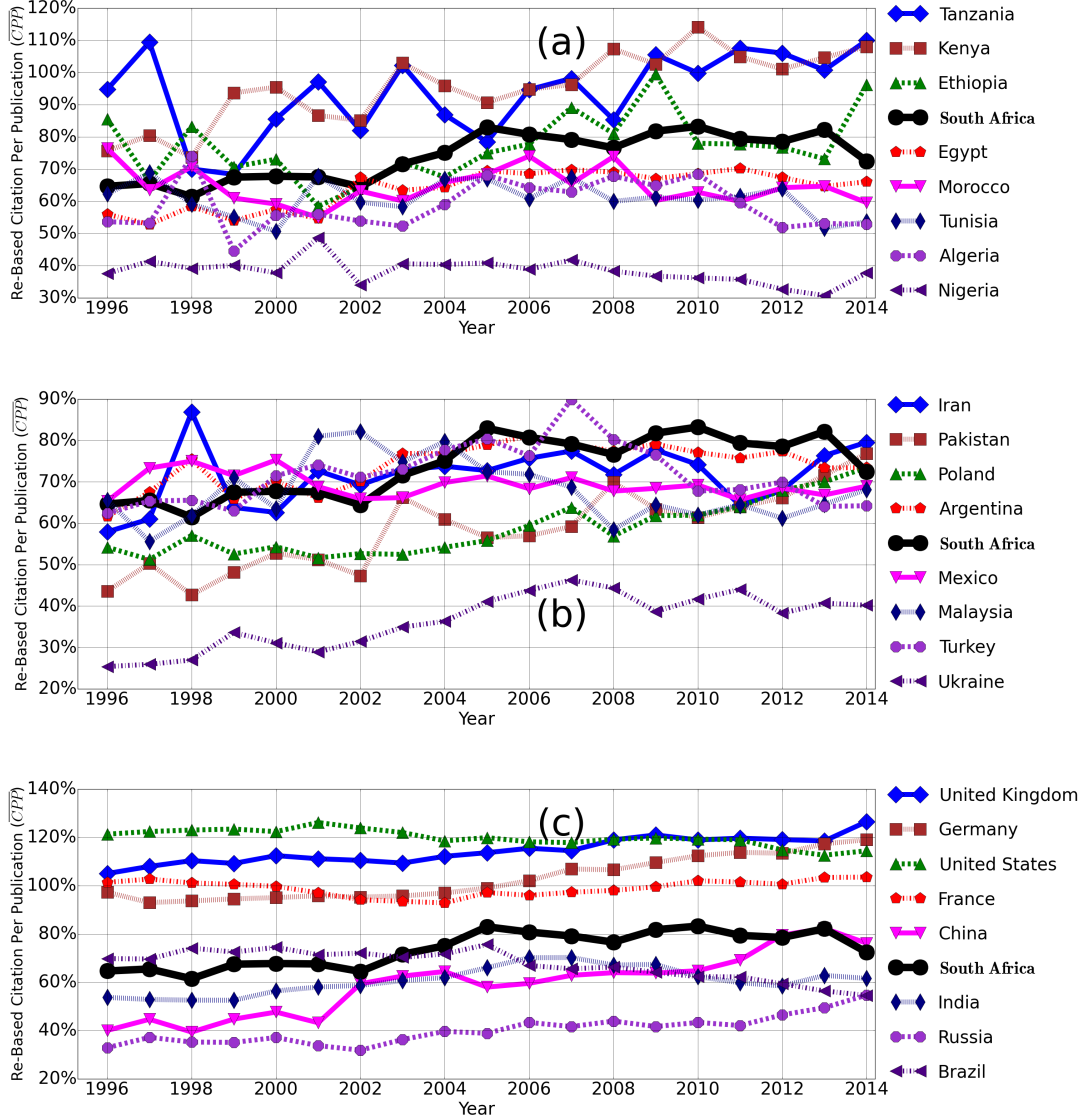 120%
110%
100%
90%
80%
70%
60%
50%
40%
30%
Re-Based Citation Per Publication (CPP)
(a)
1996 1998 2000 2002 2004 2006 2008 2010 2012 2014
Year
Tanzania
Kenya
Ethiopia
South Africa
Egypt
Morocco
Tunisia
Algeria
Nigeria
90%
80%
70%
60%
50%
40%
30%
20%
Re-Based Citation Per Publication (CPP)
(b)
1996 1998 2000 2002 2004 2006 2008 2010 2012 2014
Year
Iran
Pakistan
Poland
Argentina
South Africa
Mexico
Malaysia
Turkey
Ukraine
140%
120%
100%
80%
60%
40%
20%
Re-Based Citation Per Publication (CPP)
(c)
1996 1998 2000 2002 2004 2006 2008 2010 2012 2014
Year
United Kingdom
Germany
United States
France
China
South Africa
India
Russia
Brazil